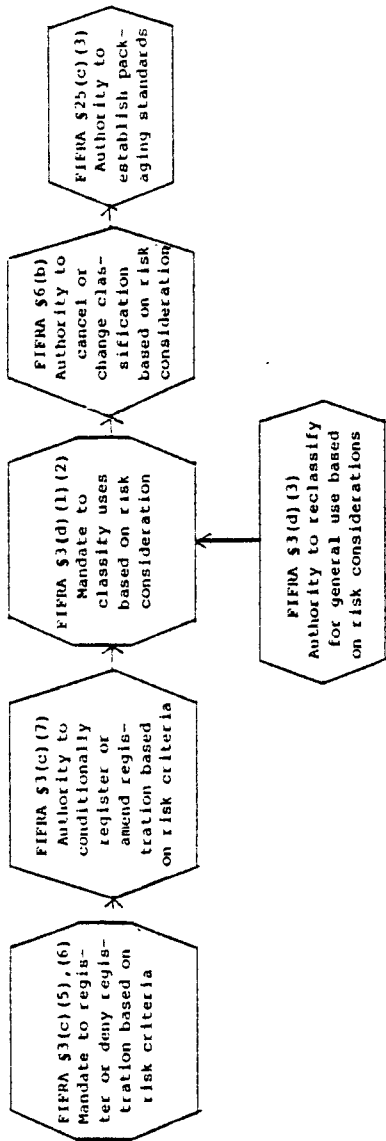 FIFRA §3(c)(5),(6)
Mandate to regis-
ter or deny regis-
tration based on
risk criteria
FIFRA §3(c)(7)
Authority to
conditionally
register or
amend regis-
tration based
on risk criteria
FIFRA §3(d)(1)(2)
Mandate to
classify uses
based on risk
consideration
FIFRA §6(b)
Authority to
cancel or
change clas-
sification
based on risk
consideration
FIFRA §25(c)(3)
Authority to
establish pack-
aging standards
FIFRA §3(d)(3)
Authority to reclassify
for general use based
on risk considerations